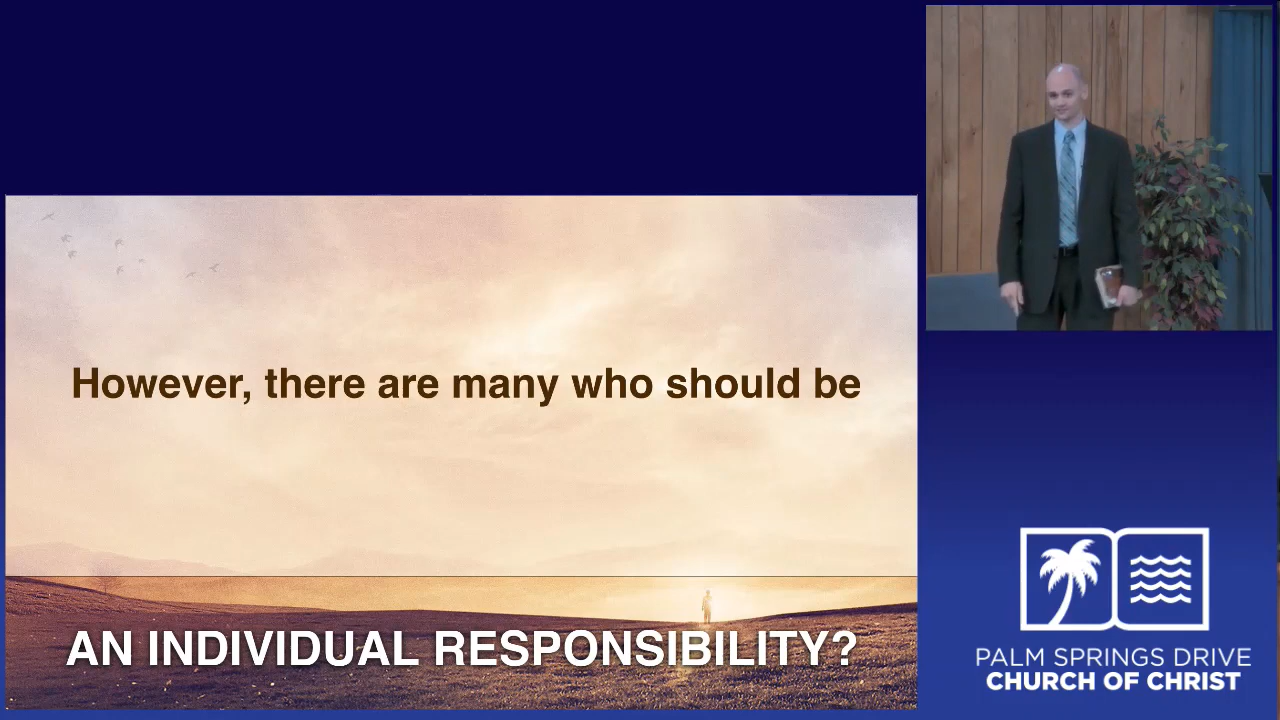 However, there are many who should be
AN INDIVIDUAL RESPONSIBILITY?
PALM SPRINGS DRIVE
CHURCH OF CHRIST